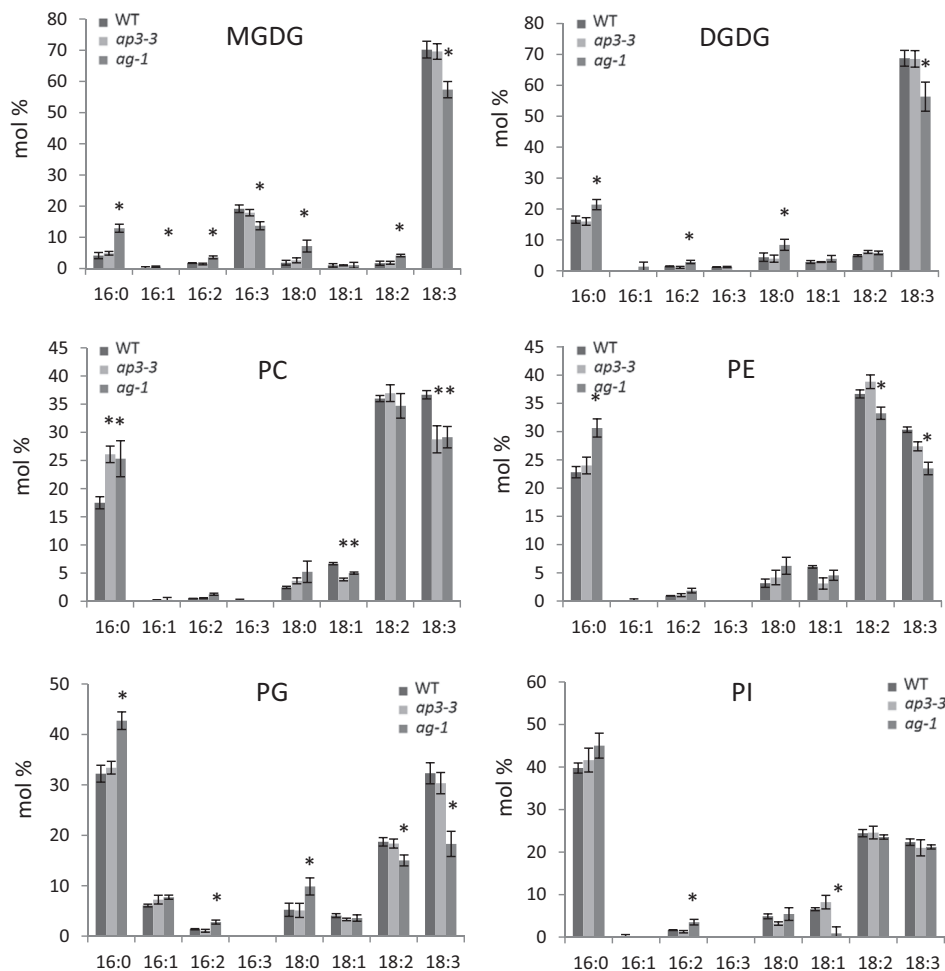 MGDG
WT
ap3-3
ag-1
mol %
80
70
60
50
40
30
20
10
0
* * * * * * *
16:0 16:1 16:2 16:3 18:0 18:1 18:2 18:3
DGDG
WT
ap3-3
ag-1
mol %
80
70
60
50
40
30
20
10
0
* * * *
16:0 16:1 16:2 16:3 18:0 18:1 18:2 18:3
PC
WT
ap3-3
ag-1
mol %
45
40
35
30
25
20
15
10
5
0
** ** **
16:0 16:1 16:2 16:3 18:0 18:1 18:2 18:3
PE
WT
ap3-3
ag-1
mol %
45
40
35
30
25
20
15
10
5
0
* * *
16:0 16:1 16:2 16:3 18:0 18:1 18:2 18:3
PG
WT
ap3-3
ag-1
mol %
50
40
30
20
10
0
* * * * *
16:0 16:1 16:2 16:3 18:0 18:1 18:2 18:3
PI
WT
ap3-3
ag-1
mol %
60
50
40
30
20
10
0
* *
16:0 16:1 16:2 16:3 18:0 18:1 18:2 18:3